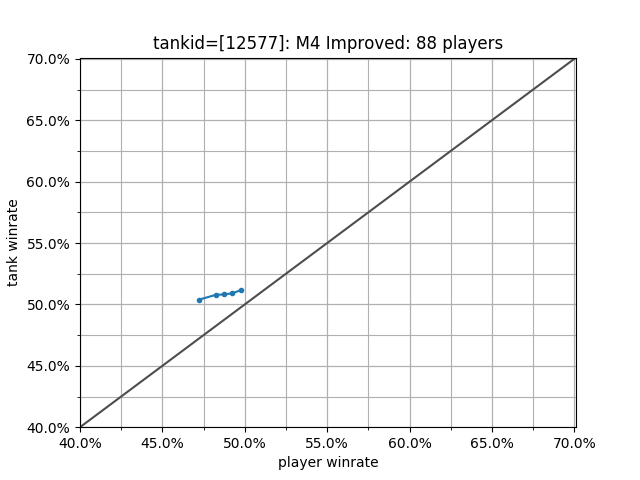 tankid=[12577]: M4 Improved: 88 players
70.0%
65.0%
60.0%
55.0%
50.0%
45.0%
40.0%
tank winrate
40.0% 45.0% 50.0% 55.0% 60.0% 65.0% 70.0%
player winrate